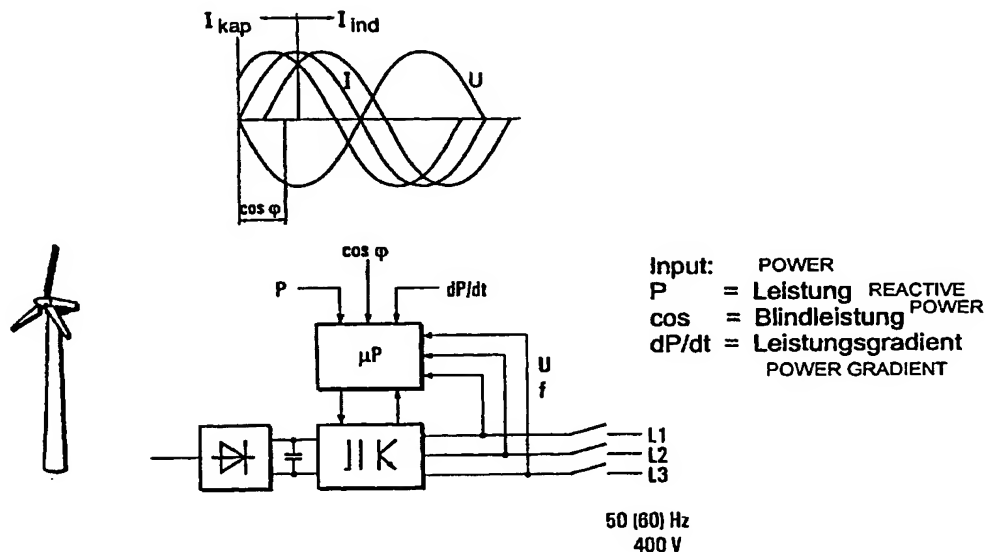 I kap I ind
I U
cos φ
cos φ
P dP/dt
µP
U
f
L1
L2
L3
50 (60) Hz
400 V
Input: POWER
P = Leistung REACTIVE
cos = Blindleistung POWER
dP/dt = Leistungsgradient
POWER GRADIENT